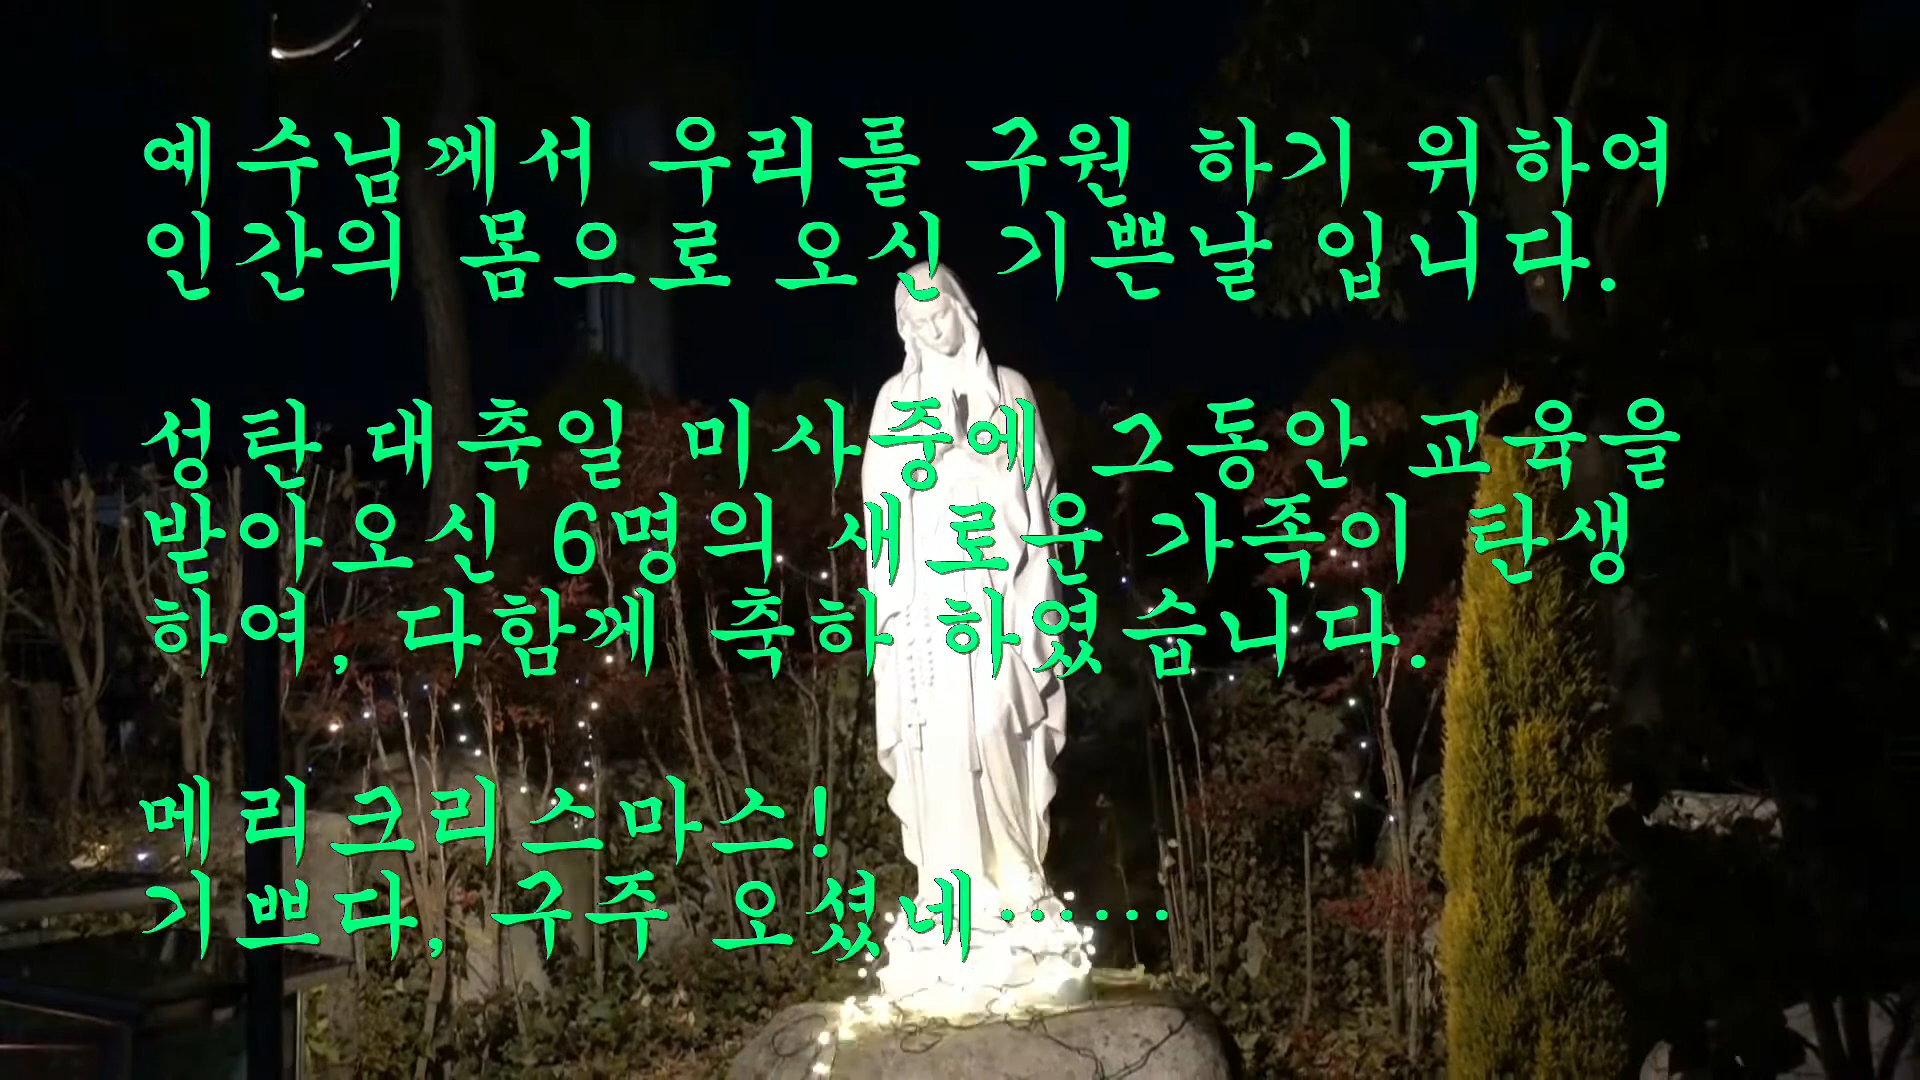 예수님께서 우리를 구원 하기 위하여
인간의 몸으로 오신 기쁜날 입니다.
성탄 대축일 미사중에 그동안 교육을
받아오신 6명의 새로운 가족이 탄생
하여, 다함께 축하 하였습니다.
메리크리스마스!
기쁘다, 구주 오셨네……